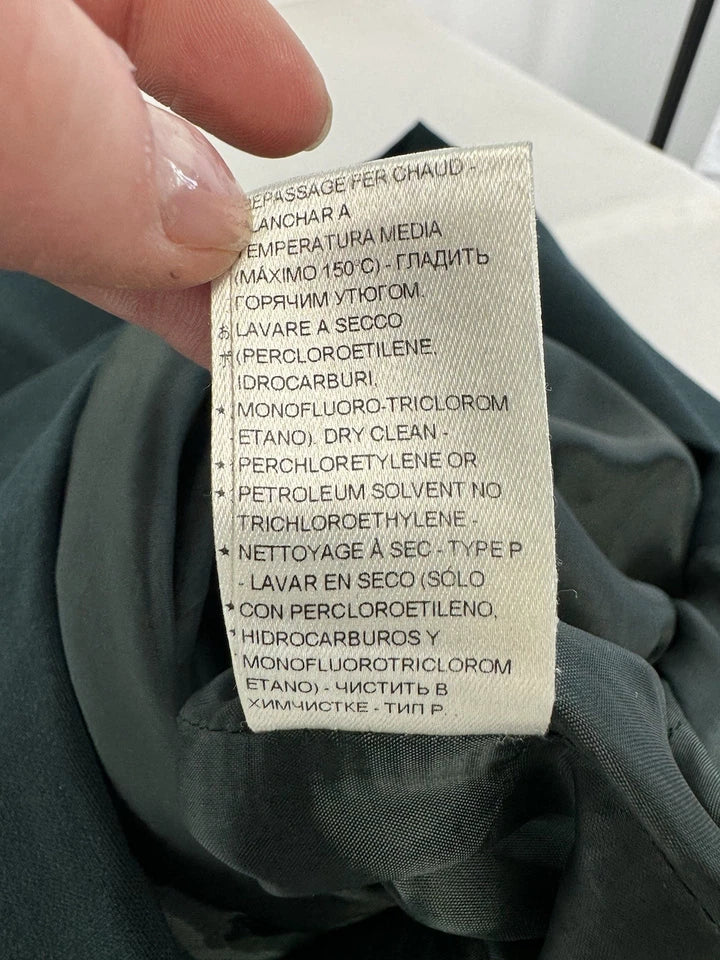 REPASSAGE FER CHAUD -
PLANCHAR A
TEMPERATURA MEDIA
(MÁXIMO 150°C) - ГЛАДИТЬ
ГОРЯЧИМ УТЮГОМ.
LAVARE A SECCO
(PERCLOROETILENE,
IDROCARBURI,
MONOFLUORO-TRICLOROM
ETANO). DRY CLEAN -
PERCHLORETYLENE OR
PETROLEUM SOLVENT NO
TRICHLOROETHYLENE -
NETTOYAGE À SEC - TYPE P
- LAVAR EN SECO (SÓLO
CON PERCLOROETILENO,
HIDROCARBUROS Y
MONOFLUOROTRICLOROM
ETANO) - ЧИСТИТЬ В
ХИМЧИСТКЕ - ТИП P.